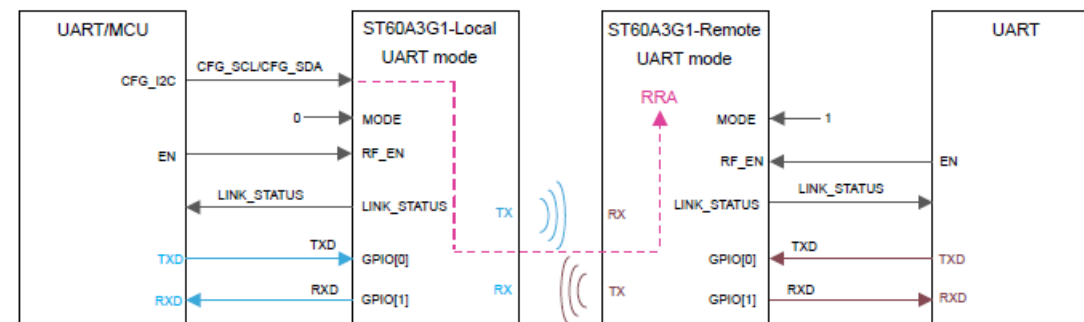 UART/MCU
ST60A3G1-Local
UART mode
ST60A3G1-Remote
UART mode
UART
CFG_I2C
CFG_SCL/CFG_SDA
RRA
0
MODE
MODE
1
EN
RF_EN
RF_EN
EN
LINK_STATUS
LINK_STATUS
TX
RX
LINK_STATUS
LINK_STATUS
TXD
TXD
GPIO[0]
GPIO[0]
TXD
TXD
RXD
RXD
GPIO[1]
RX
TX
GPIO[1]
RXD
RXD